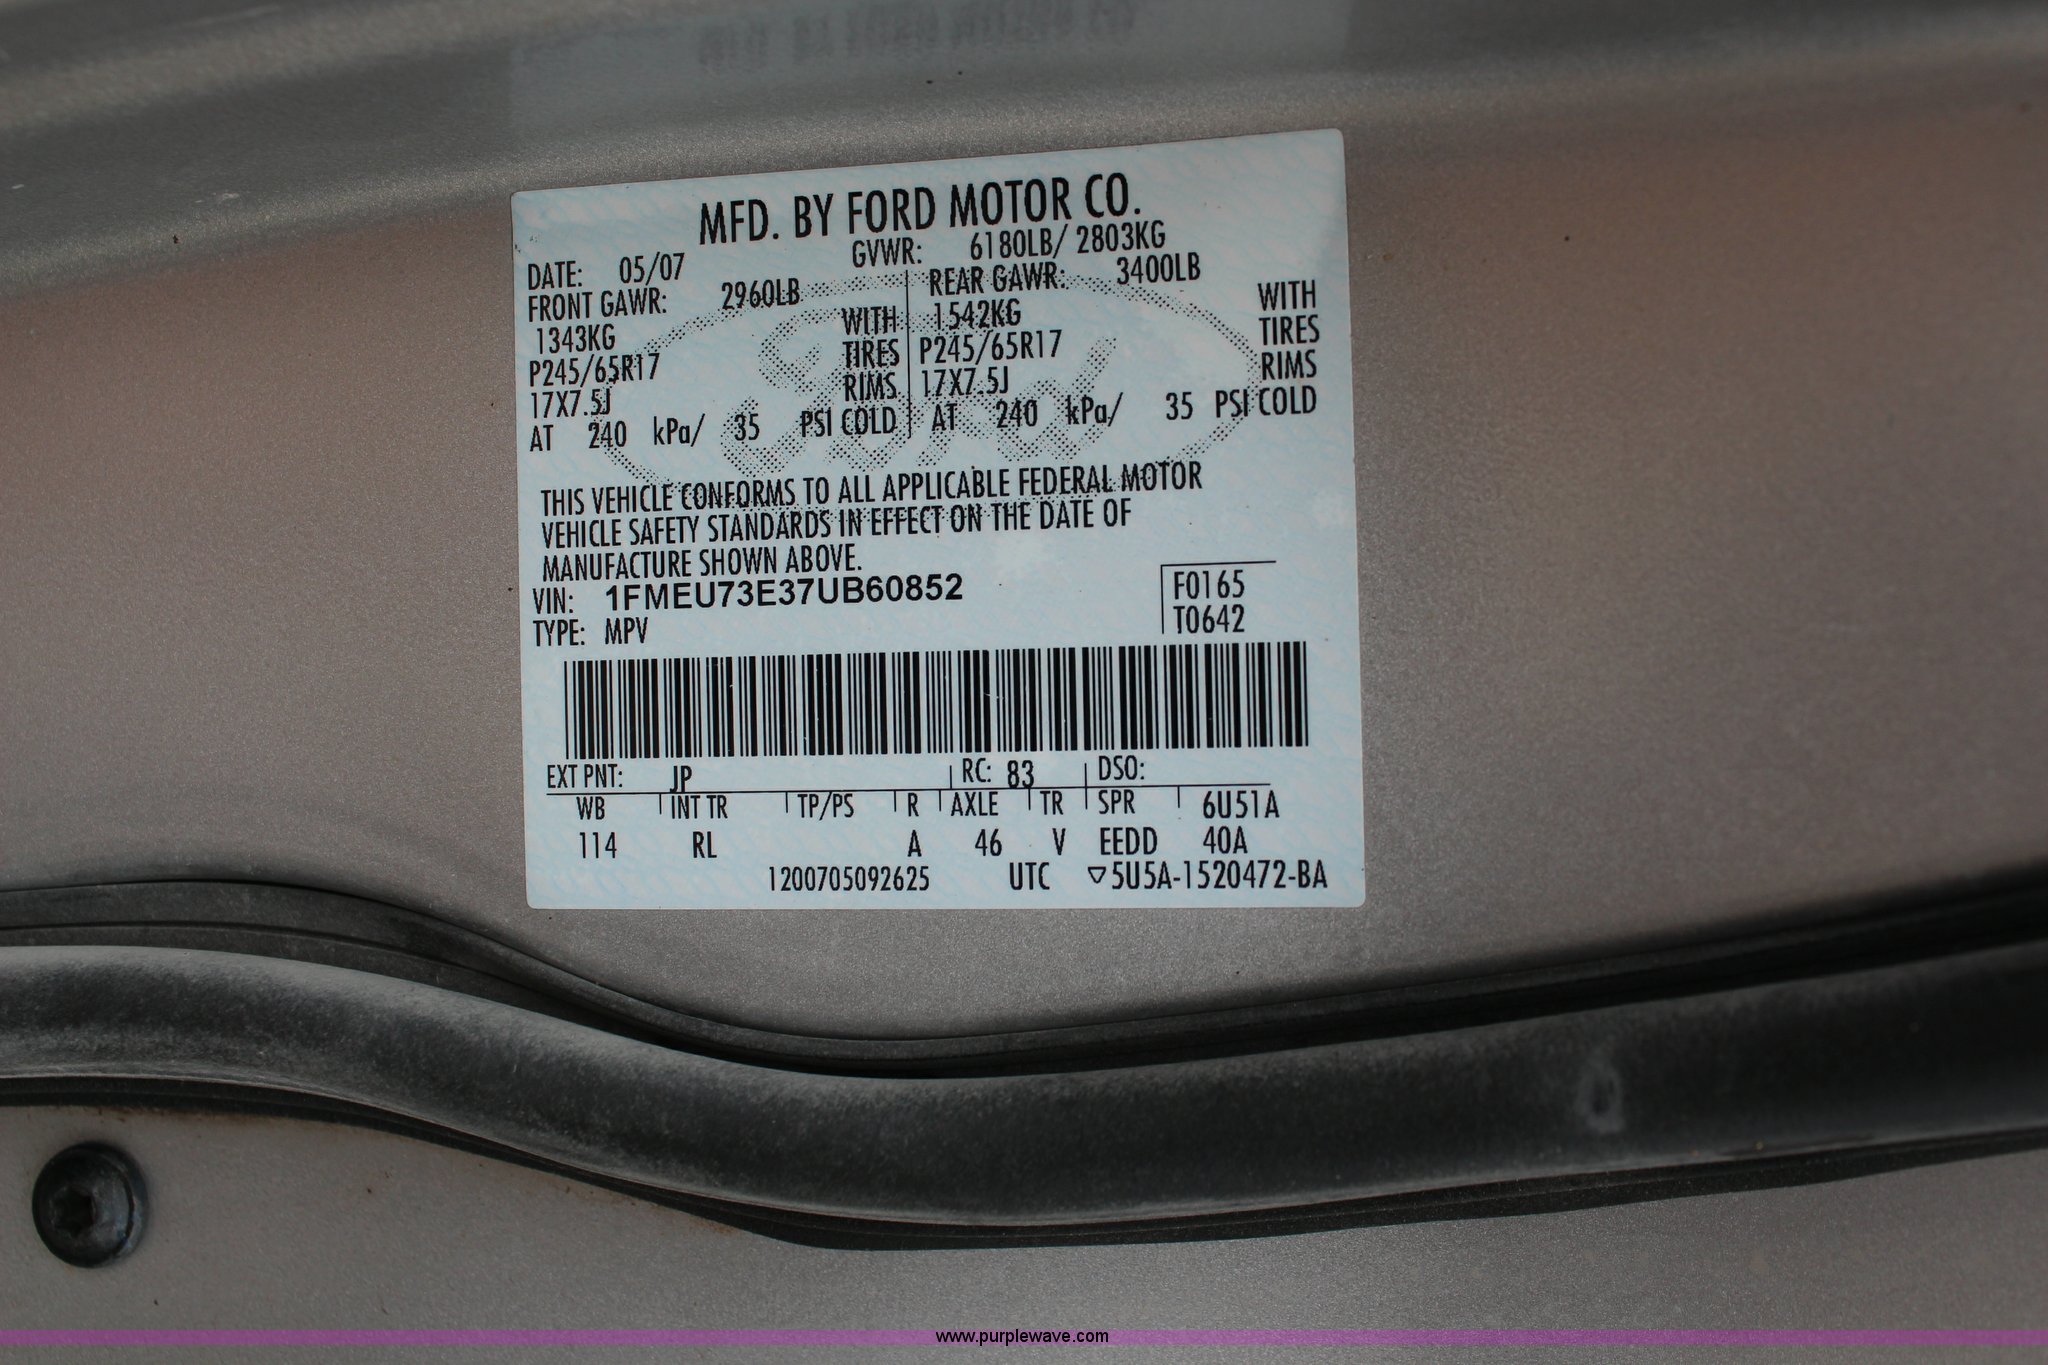 MFD. BY FORD MOTOR CO.
DATE: 05/07 GVWR: 6180LB/ 2803KG
FRONT GAWR: 2960LB REAR GAWR: 3400LB
1343KG WITH 1542KG WITH
P245/65R17 TIRES P245/65R17 TIRES
17X7.5J RIMS 17X7.5J RIMS
AT 240 kPa/ 35 PSI COLD AT 240 kPa/ 35 PSI COLD
Ford
THIS VEHICLE CONFORMS TO ALL APPLICABLE FEDERAL MOTOR
VEHICLE SAFETY STANDARDS IN EFFECT ON THE DATE OF
MANUFACTURE SHOWN ABOVE.
VIN: 1FMEU73E37UB60852 F0165
TYPE: MPV T0642
EXT PNT: JP RC: 83 DSO:
WB INT TR TP/PS R AXLE TR SPR 6U51A
114 RL A 46 V EEDD 40A
1200705092625 UTC ▽5U5A-1520472-BA
www.purplewave.com